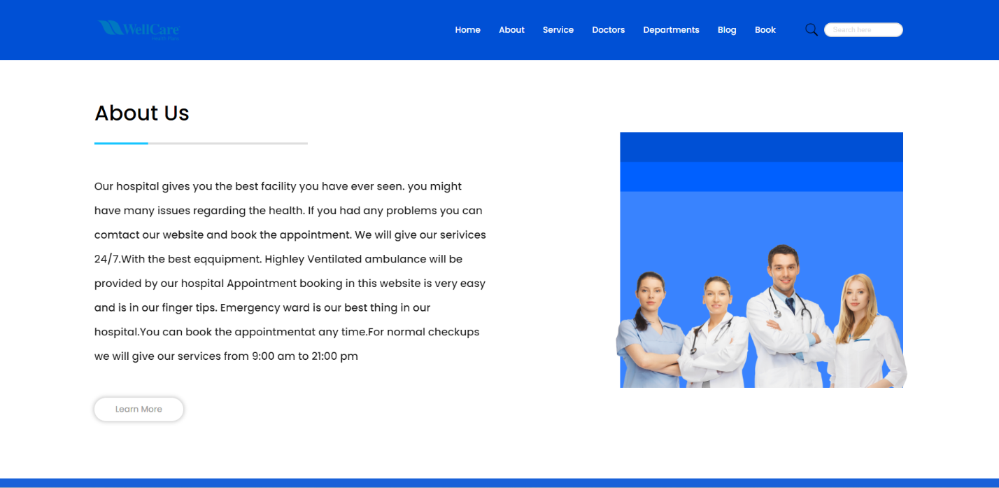 WellCare
Home About Service Doctors Departments Blog Book Search here
About Us
Our hospital gives you the best facility you have ever seen. you might
have many issues regarding the health. If you had any problems you can
comtact our website and book the appointment. We will give our serivices
24/7.With the best eqquipment. Highley Ventilated ambulance will be
provided by our hospital Appointment booking in this website is very easy
and is in our finger tips. Emergency ward is our best thing in our
hospital.You can book the appointmentat any time.For normal checkups
we will give our services from 9:00 am to 21:00 pm
Learn More